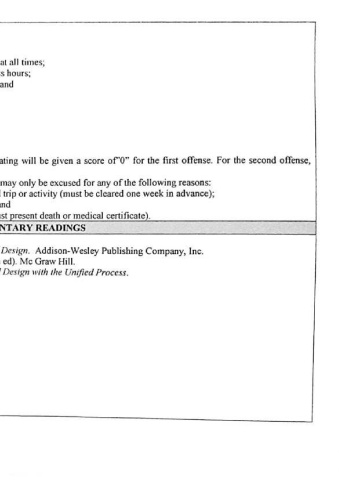 at all times;
s hours;
and
ating will be given a score of"0" for the first offense. For the second offense,
may only be excused for any of the following reasons:
trip or activity (must be cleared one week in advance);
nd
st present death or medical certificate).
NTARY READINGS
Design. Addison-Wesley Publishing Company, Inc.
ed). Mc Graw Hill.
Design with the Unified Process.